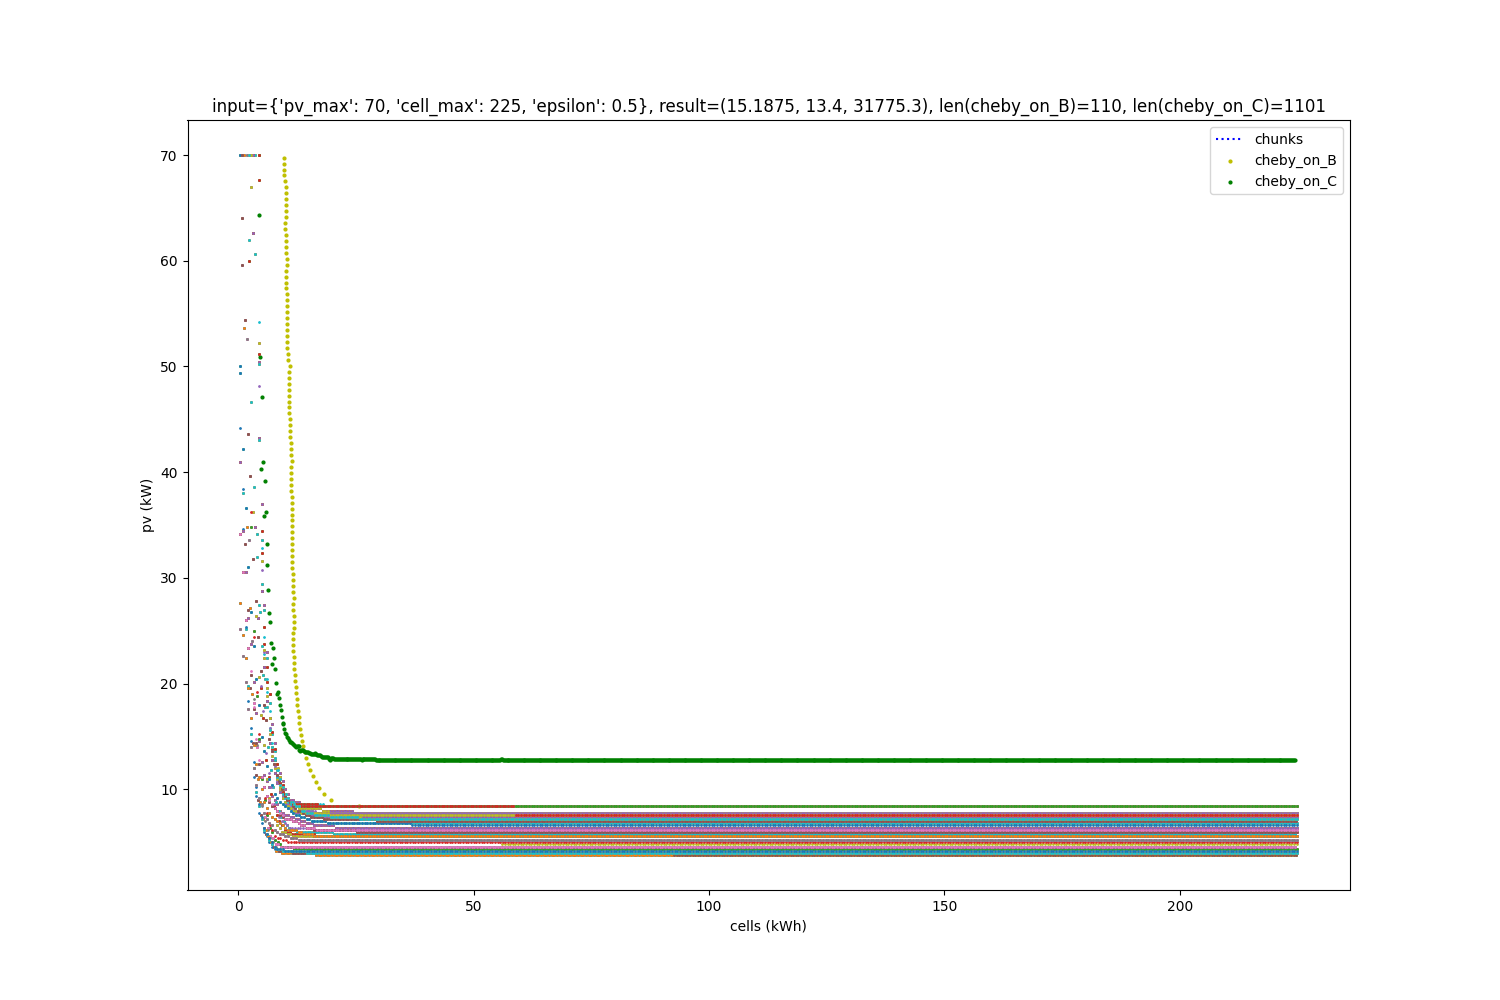 input={'pv_max': 70, 'cell_max': 225, 'epsilon': 0.5}, result=(15.1875, 13.4, 31775.3), len(cheby_on_B)=110, len(cheby_on_C)=1101
chunks
cheby_on_B
cheby_on_C
70
60
50
40
30
20
10
pv (kW)
0
50
100
150
200
cells (kWh)